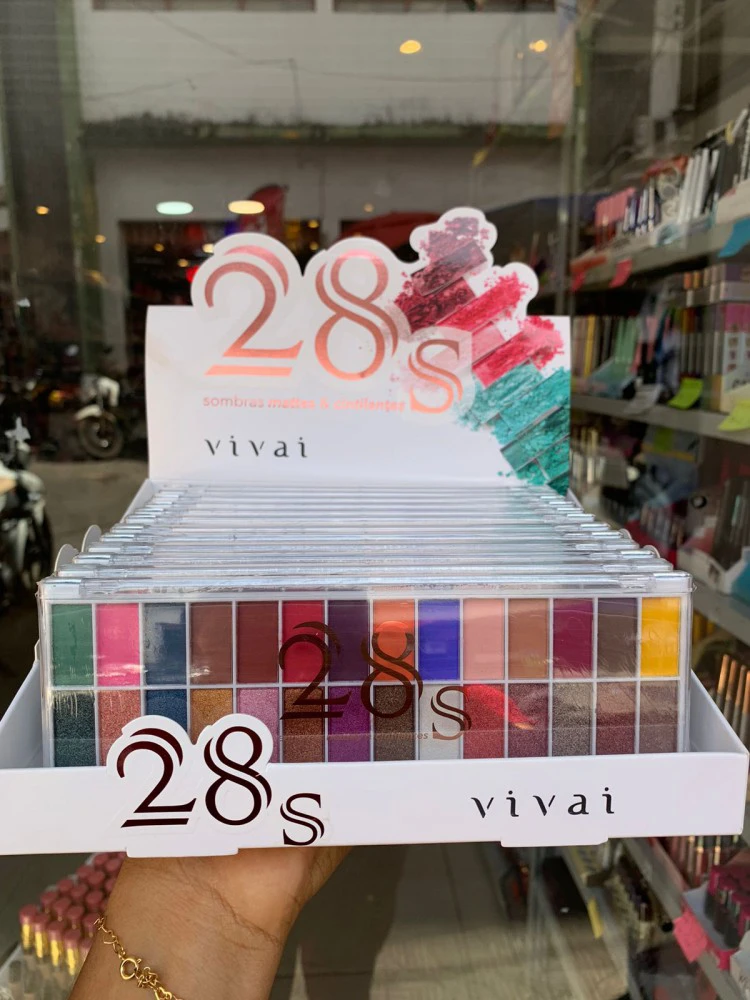 28s
sombras mattes & cintilantes
vivai
28s
28s
vivai